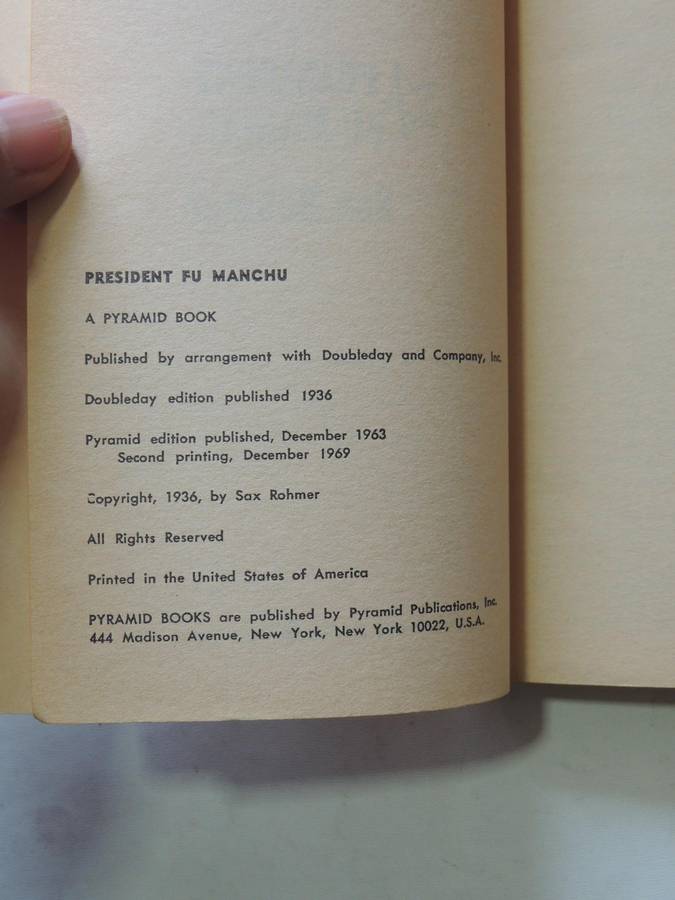 PRESIDENT FU MANCHU
A PYRAMID BOOK
Published by arrangement with Doubleday and Company, Inc.
Doubleday edition published 1936
Pyramid edition published, December 1963
Second printing, December 1969
Copyright, 1936, by Sax Rohmer
All Rights Reserved
Printed in the United States of America
PYRAMID BOOKS are published by Pyramid Publications, Inc.
444 Madison Avenue, New York, New York 10022, U.S.A.